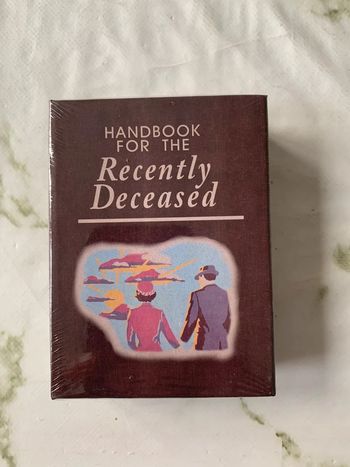 HANDBOOK
FOR THE
Recently
Deceased